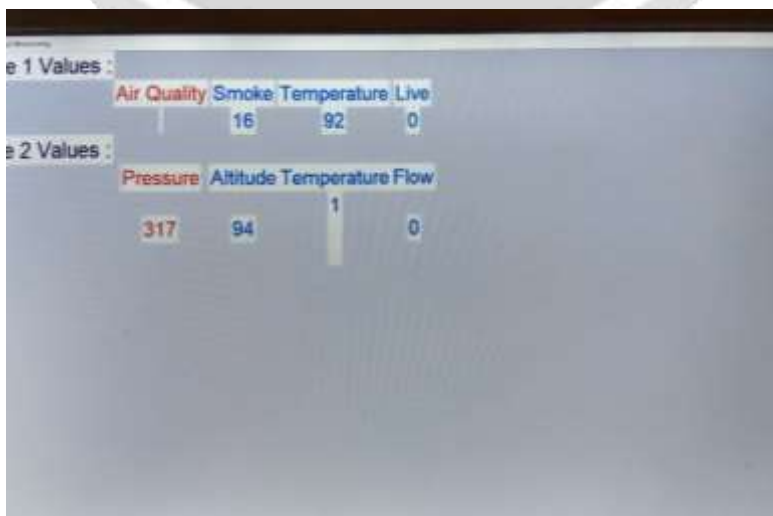 e 1 Values :
Air Quality Smoke Temperature Live
16 92 0
e 2 Values :
Pressure Altitude Temperature Flow
1
317 94 0